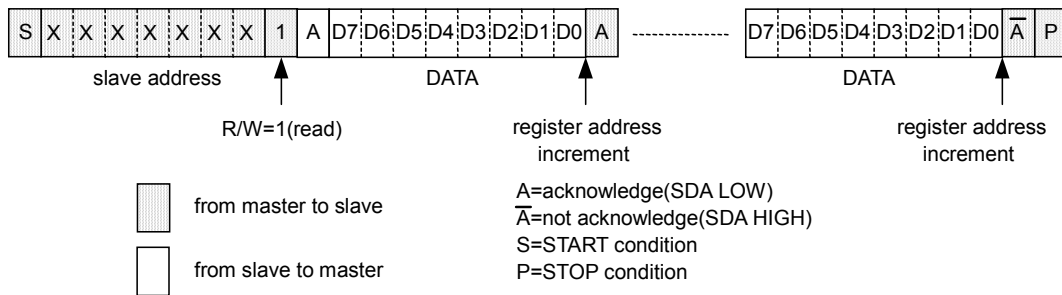 S X X X X X X X 1 A D7 D6 D5 D4 D3 D2 D1 D0 A D7 D6 D5 D4 D3 D2 D1 D0 A̅ P
slave address DATA DATA
R/W=1(read)
register address
increment
register address
increment
from master to slave
from slave to master
A=acknowledge(SDA LOW)
A̅=not acknowledge(SDA HIGH)
S=START condition
P=STOP condition